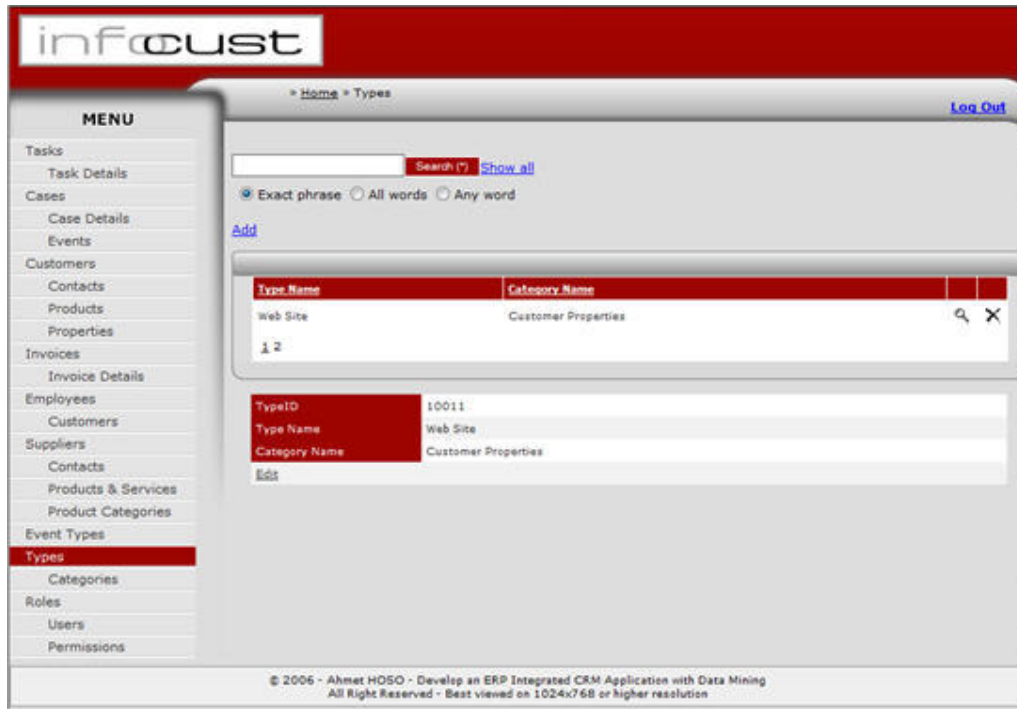 infocust
» Home » Types
Log Out
MENU
Tasks
Task Details
Cases
Case Details
Events
Customers
Contacts
Products
Properties
Invoices
Invoice Details
Employees
Customers
Suppliers
Contacts
Products & Services
Product Categories
Event Types
Types
Categories
Roles
Users
Permissions
Search (*) Show all
Exact phrase All words Any word
Add
Type Name Category Name
Web Site Customer Properties
1 2
TypeID 10011
Type Name Web Site
Category Name Customer Properties
Edit
© 2006 - Ahmet HOSO - Develop an ERP Integrated CRM Application with Data Mining
All Right Reserved - Best viewed on 1024x768 or higher resolution